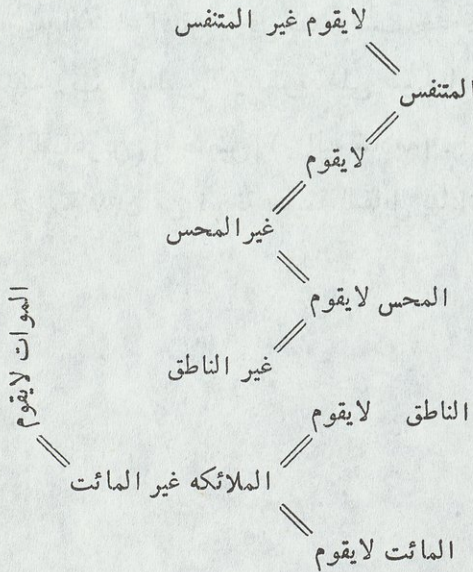 لايقوم غير المتنفس
المتنفس
لايقوم
غير المحس
المحس لايقوم
غير الناطق
الناطق لايقوم
الملائكه غير المائت
المائت لايقوم
الموات لايقوم